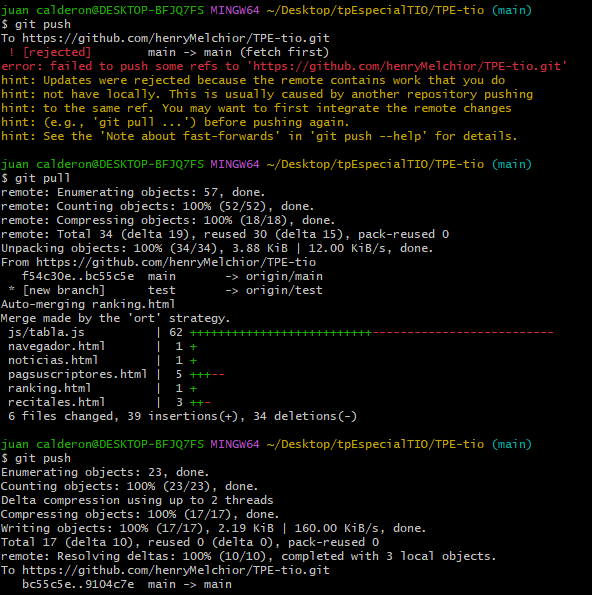 juan calderon@DESKTOP-BFJQ7FS MINGW64 ~/Desktop/tpEspecialTIO/TPE-tio (main)
$ git push
To https://github.com/henryMelchior/TPE-tio.git
 ! [rejected]        main -> main (fetch first)
error: failed to push some refs to 'https://github.com/henryMelchior/TPE-tio.git'
hint: Updates were rejected because the remote contains work that you do
hint: not have locally. This is usually caused by another repository pushing
hint: to the same ref. You may want to first integrate the remote changes
hint: (e.g., 'git pull ...') before pushing again.
hint: See the 'Note about fast-forwards' in 'git push --help' for details.

juan calderon@DESKTOP-BFJQ7FS MINGW64 ~/Desktop/tpEspecialTIO/TPE-tio (main)
$ git pull
remote: Enumerating objects: 57, done.
remote: Counting objects: 100% (52/52), done.
remote: Compressing objects: 100% (18/18), done.
remote: Total 34 (delta 19), reused 30 (delta 15), pack-reused 0
Unpacking objects: 100% (34/34), 3.88 KiB | 12.00 KiB/s, done.
From https://github.com/henryMelchior/TPE-tio
   f54c30e..bc55c5e  main       -> origin/main
 * [new branch]      test       -> origin/test
Auto-merging ranking.html
Merge made by the 'ort' strategy.
 js/tabla.js          | 62 ++++++++++++++++++++++++++--------------------------
 navegador.html       |  1 +
 noticias.html        |  1 +
 pagsuscriptores.html |  5 +++--
 ranking.html         |  1 +
 recitales.html       |  3 ++-
 6 files changed, 39 insertions(+), 34 deletions(-)

juan calderon@DESKTOP-BFJQ7FS MINGW64 ~/Desktop/tpEspecialTIO/TPE-tio (main)
$ git push
Enumerating objects: 23, done.
Counting objects: 100% (23/23), done.
Delta compression using up to 2 threads
Compressing objects: 100% (17/17), done.
Writing objects: 100% (17/17), 2.19 KiB | 160.00 KiB/s, done.
Total 17 (delta 10), reused 0 (delta 0), pack-reused 0
remote: Resolving deltas: 100% (10/10), completed with 3 local objects.
To https://github.com/henryMelchior/TPE-tio.git
   bc55c5e..9104c7e  main -> main